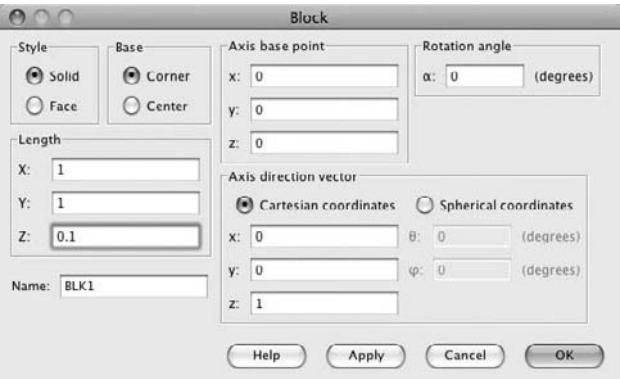 Block
Style
Solid
Face
Base
Corner
Center
Length
X: 1
Y: 1
Z: 0.1
Name: BLK1
Axis base point
x: 0
y: 0
z: 0
Rotation angle
α: 0 (degrees)
Axis direction vector
Cartesian coordinates
Spherical coordinates
x: 0
θ: 0 (degrees)
y: 0
φ: 0 (degrees)
z: 1
Help
Apply
Cancel
OK